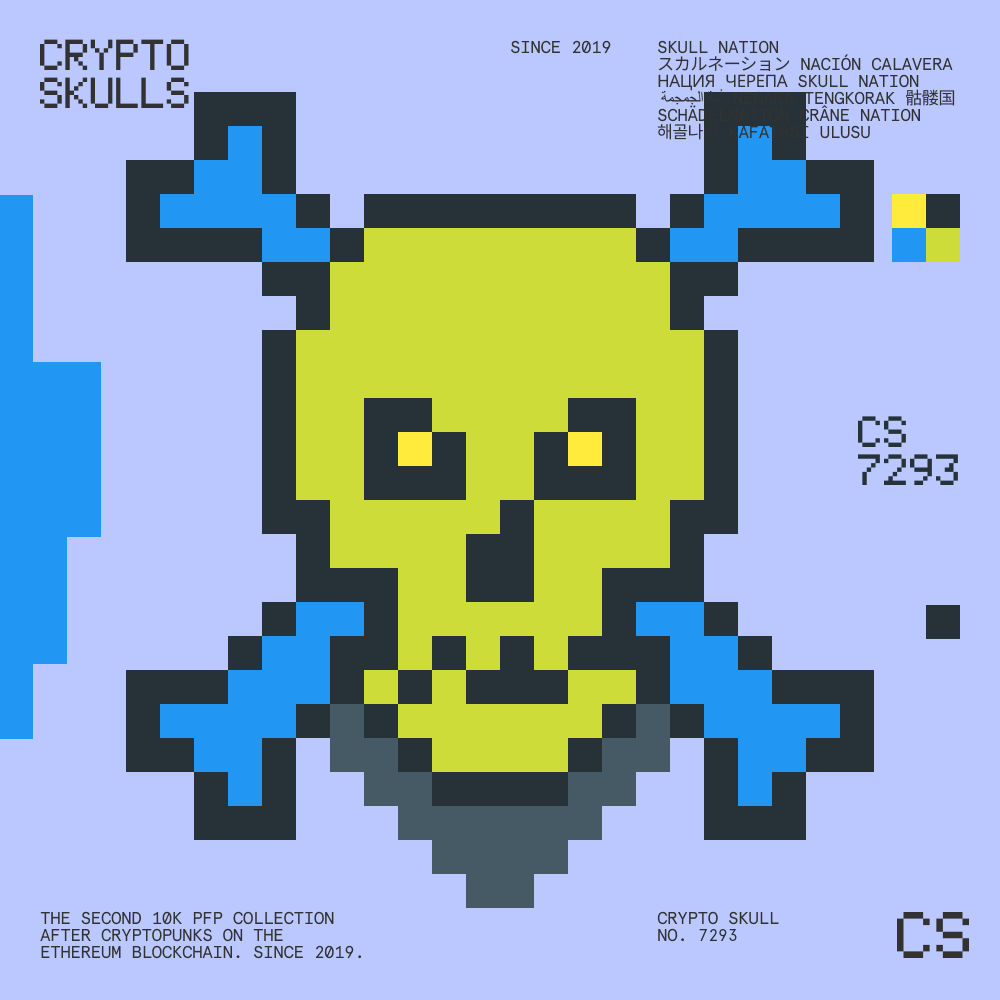 CRYPTO
SKULLS
SINCE 2019
SKULL NATION
スカルネーション NACIÓN CALAVERA
НАЦИЯ ЧЕРЕПА SKULL NATION
الجمجمة TENGKORAK 骷髅国
CRÂNE NATION
ULUSU
CS
7293
THE SECOND 10K PFP COLLECTION
AFTER CRYPTOPUNKS ON THE
ETHEREUM BLOCKCHAIN. SINCE 2019.
CRYPTO SKULL
NO. 7293
CS